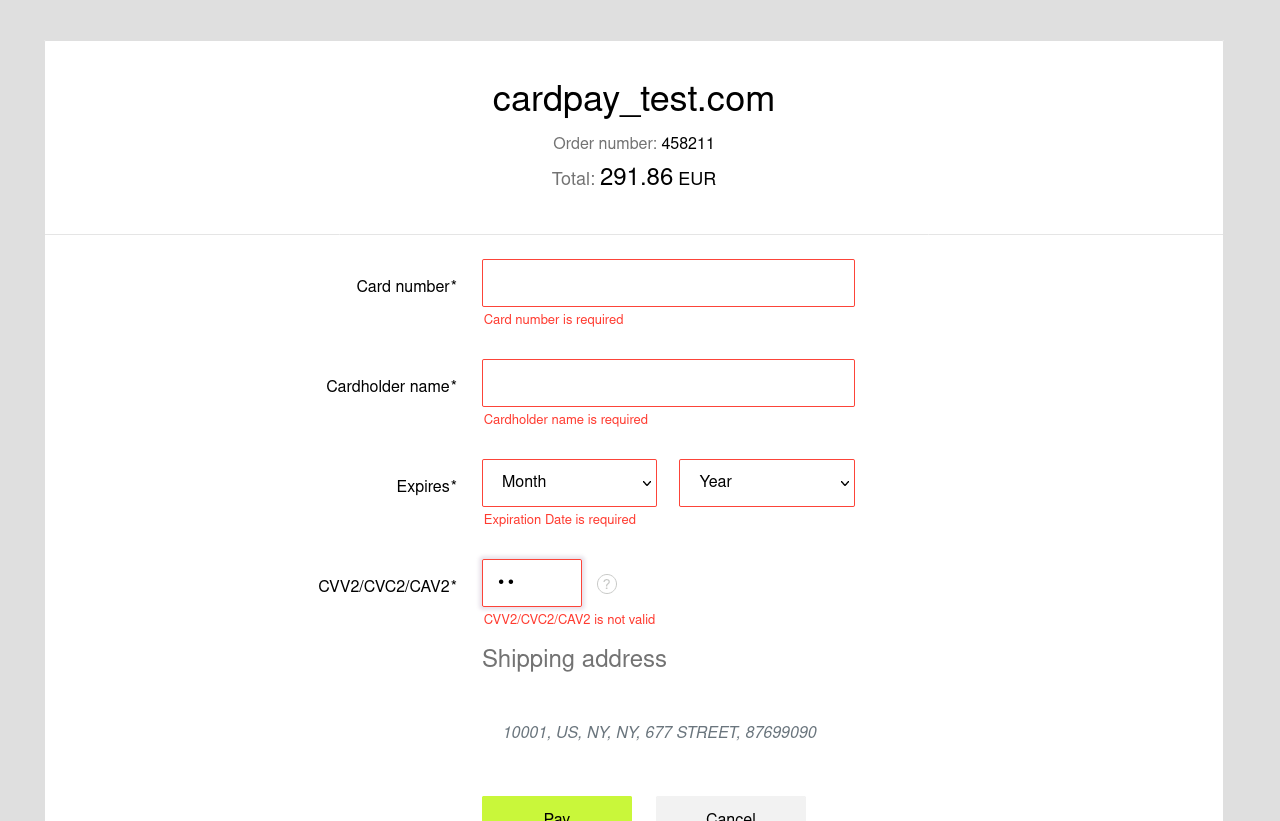 cardpay_test.com
Order number: 458211
Total: 291.86 EUR
Card number*
Card number is required
Cardholder name*
Cardholder name is required
Expires* Month Year
Expiration Date is required
CVV2/CVC2/CAV2* •• ?
CVV2/CVC2/CAV2 is not valid
Shipping address
10001, US, NY, NY, 677 STREET, 87699090
Pay Cancel